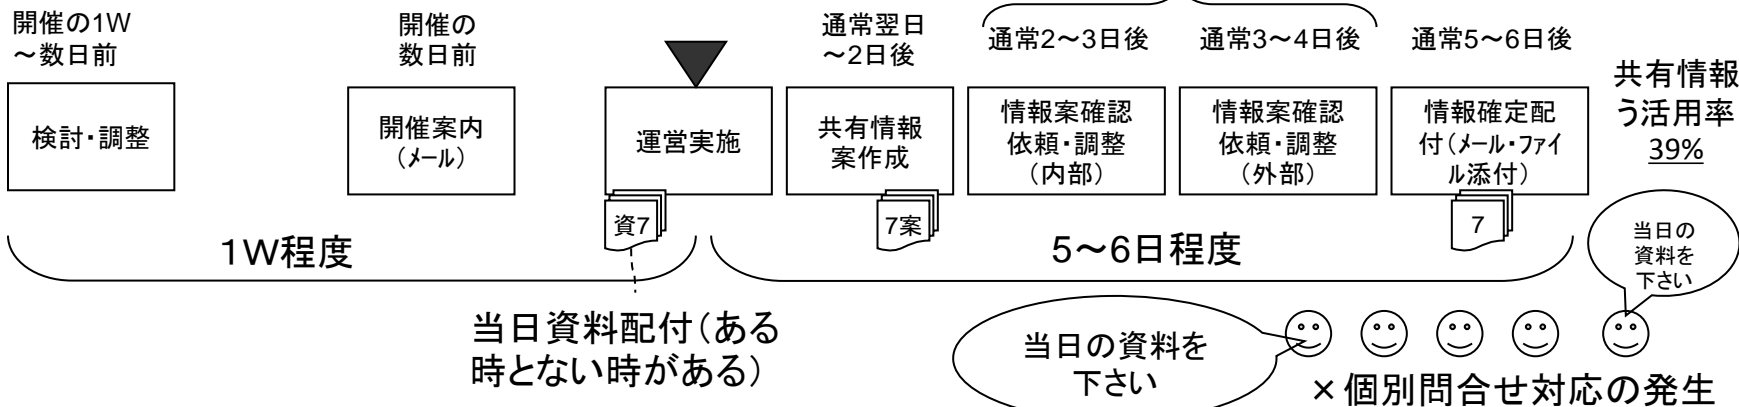 開催の1W
～数日前
開催の
数日前
通常翌日
～2日後
通常2～3日後
通常3～4日後
通常5～6日後
共有情報
う活用率
39%
検討・調整
開催案内
（メール）
運営実施
共有情報
案作成
情報案確認
依頼・調整
（内部）
情報案確認
依頼・調整
（外部）
情報確定配
付（メール・ファイ
ル添付）
資7
7案
7
1W程度
5～6日程度
当日の
資料を
下さい
当日資料配付（ある
時とない時がある）
当日の資料を
下さい
×個別問合せ対応の発生